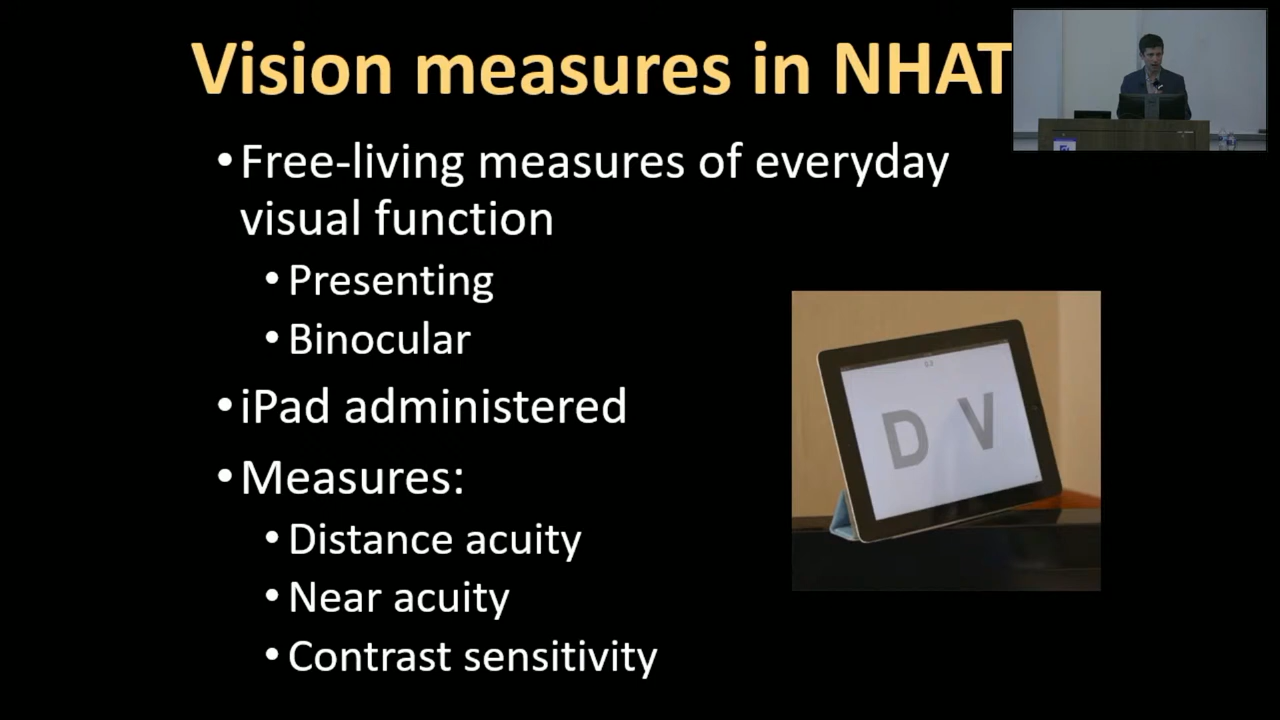 Vision measures in NHAT
• Free-living measures of everyday
visual function
• Presenting
• Binocular
• iPad administered
• Measures:
• Distance acuity
• Near acuity
• Contrast sensitivity
D V